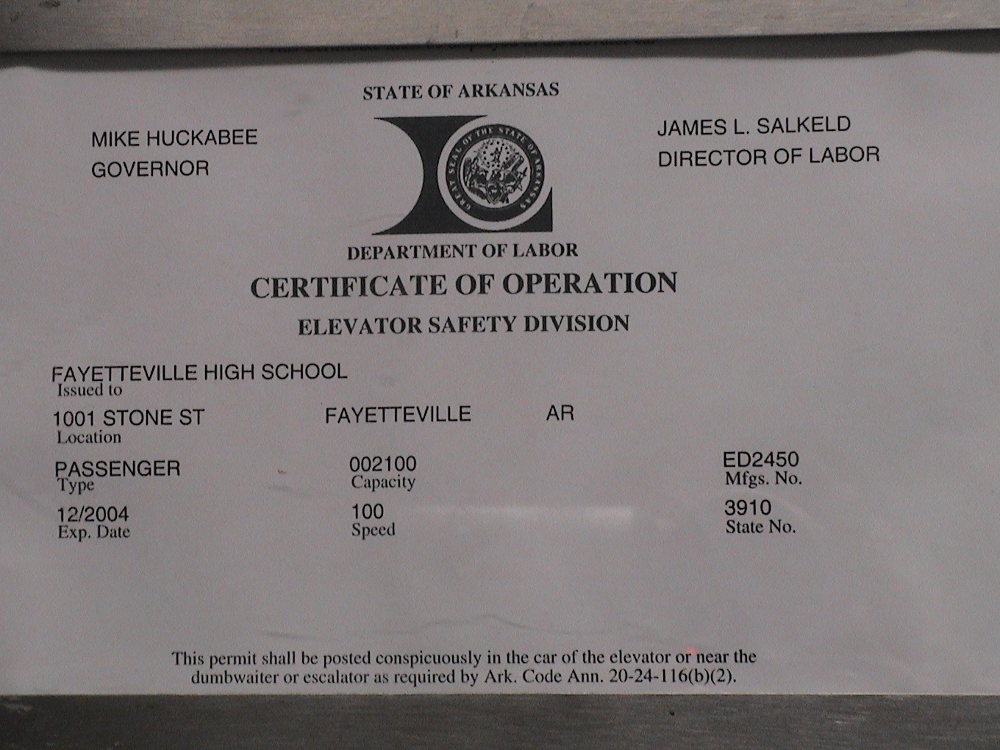 STATE OF ARKANSAS
MIKE HUCKABEE
GOVERNOR
JAMES L. SALKELD
DIRECTOR OF LABOR
GREAT SEAL OF THE STATE OF ARKANSAS
DEPARTMENT OF LABOR
CERTIFICATE OF OPERATION
ELEVATOR SAFETY DIVISION
FAYETTEVILLE HIGH SCHOOL
Issued to
1001 STONE ST FAYETTEVILLE AR
Location
PASSENGER 002100 ED2450
Type Capacity Mfgs. No.
12/2004 100 3910
Exp. Date Speed State No.
This permit shall be posted conspicuously in the car of the elevator or near the
dumbwaiter or escalator as required by Ark. Code Ann. 20-24-116(b)(2).